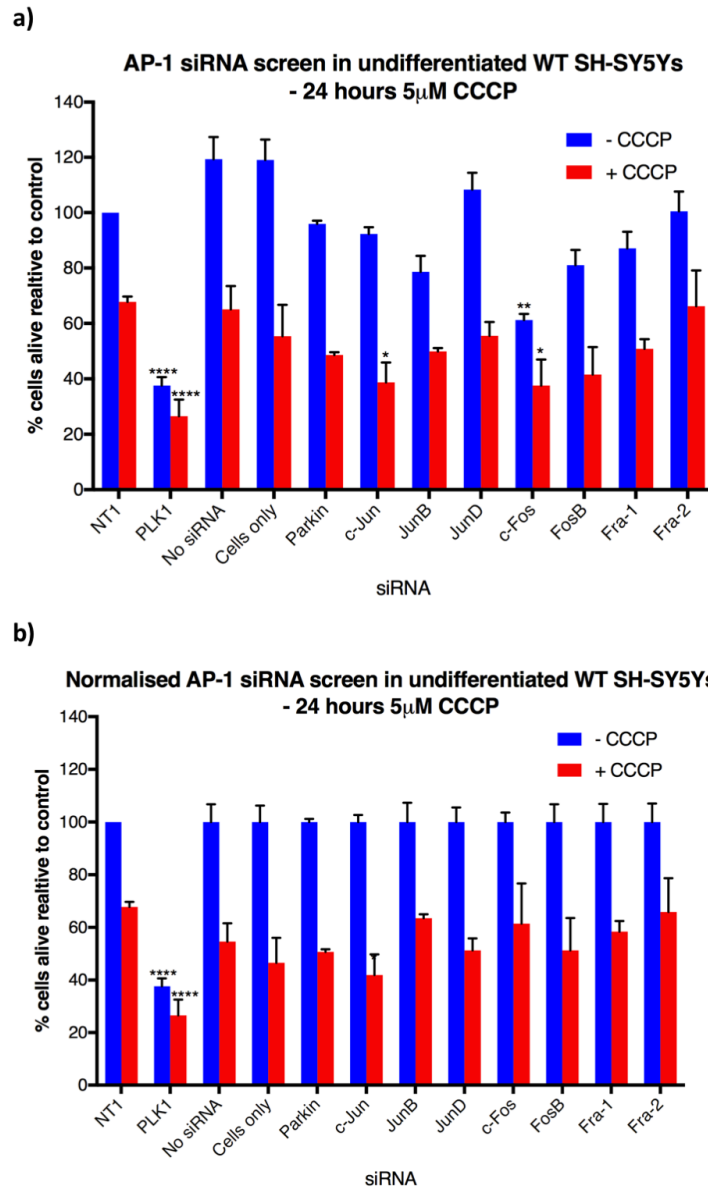 a)
AP-1 siRNA screen in undifferentiated WT SH-SY5Ys
- 24 hours 5μM CCCP
140
120
100
80
60
40
20
0
% cells alive realtive to control
- CCCP
+ CCCP
****
****
*
**
*
NT1
PLK1
No siRNA
Cells only
Parkin
c-Jun
JunB
JunD
c-Fos
FosB
Fra-1
Fra-2
siRNA
b)
Normalised AP-1 siRNA screen in undifferentiated WT SH-SY5Ys
- 24 hours 5μM CCCP
140
120
100
80
60
40
20
0
% cells alive realtive to control
- CCCP
+ CCCP
****
****
*
NT1
PLK1
No siRNA
Cells only
Parkin
c-Jun
JunB
JunD
c-Fos
FosB
Fra-1
Fra-2
siRNA